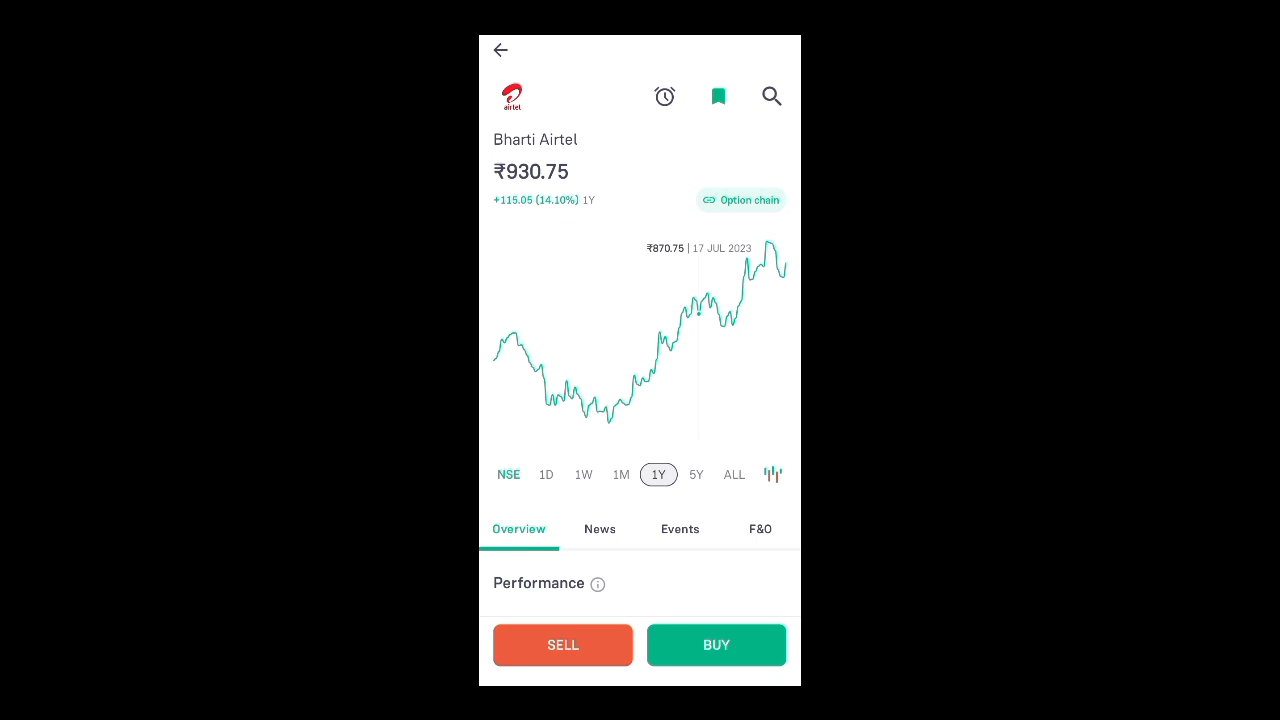 airtel
Bharti Airtel
₹930.75
+115.05 (14.10%) 1Y
Option chain
₹870.75 | 17 JUL 2023
NSE 1D 1W 1M 1Y 5Y ALL
Overview News Events F&O
Performance
SELL BUY